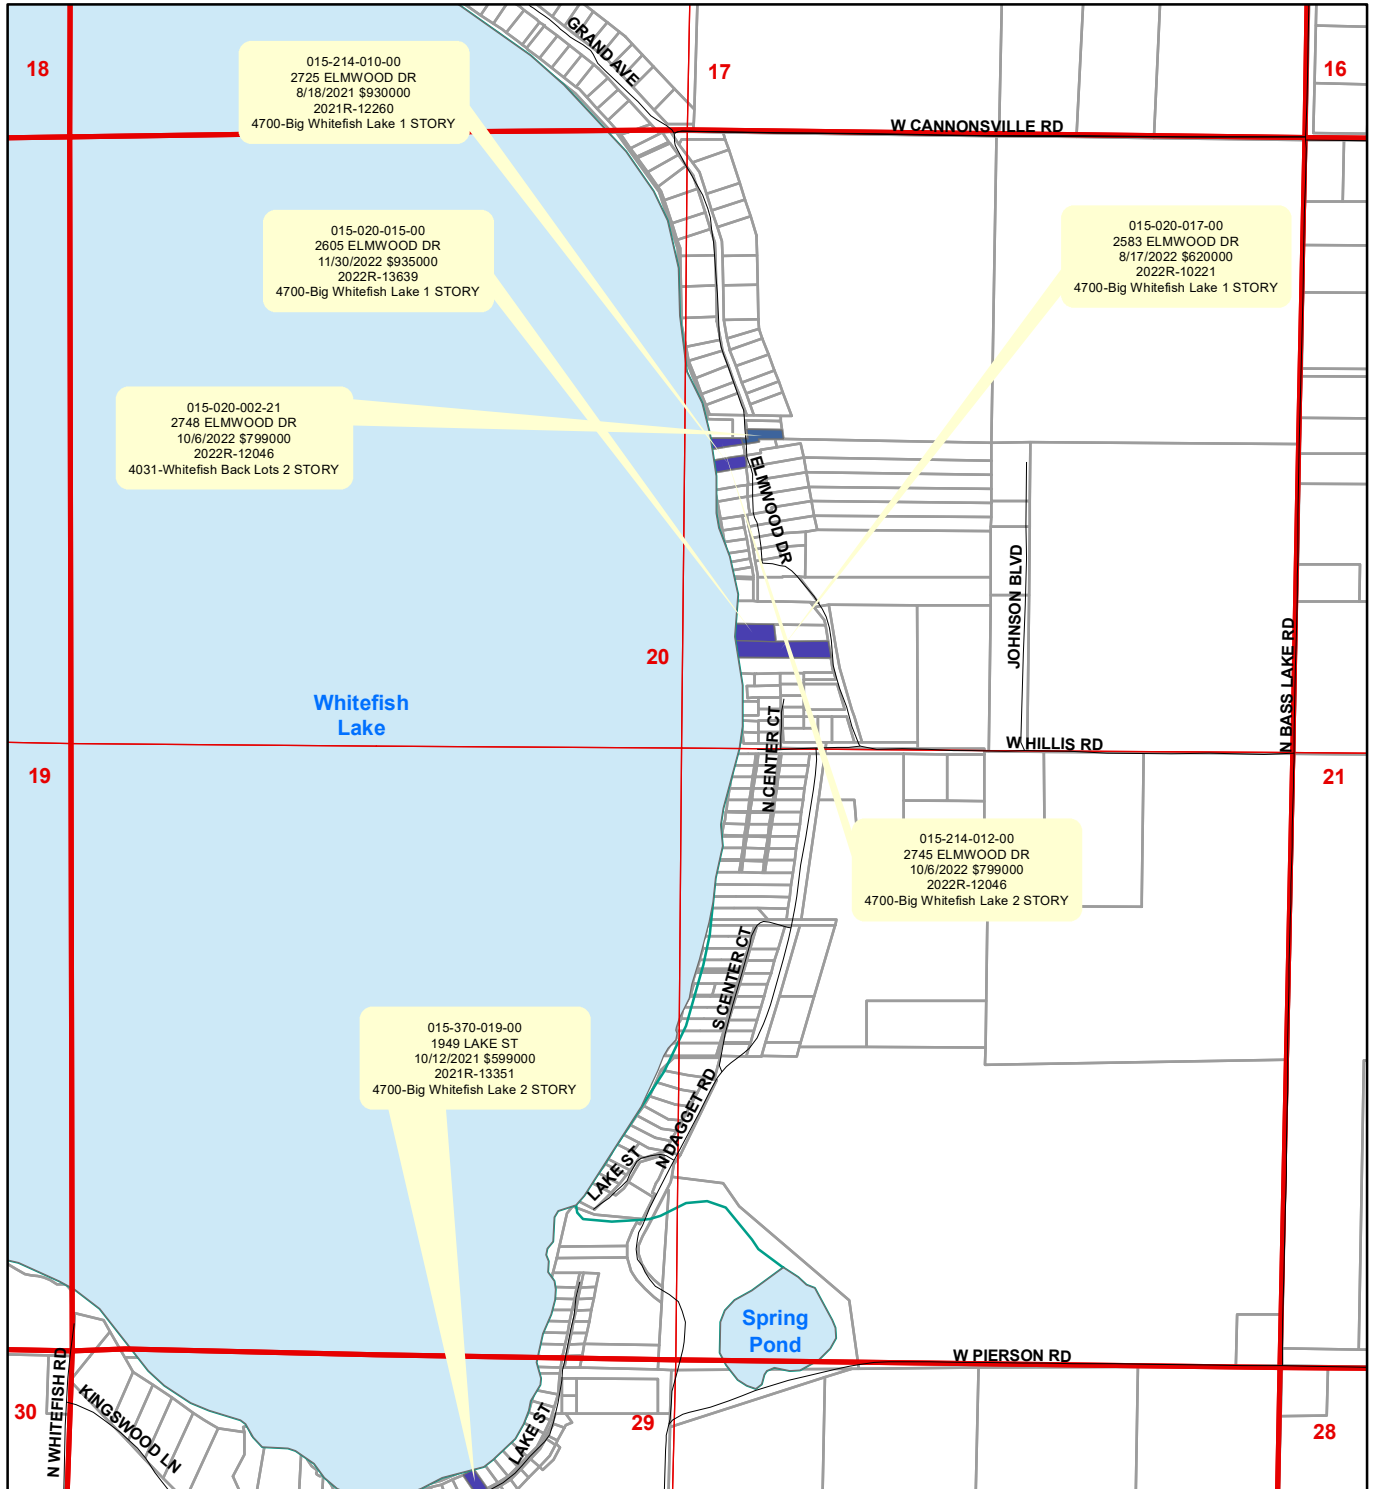 18
17
16
GRAND AVE
015-214-010-00
2725 ELMWOOD DR
8/18/2021 $930000
2021R-12260
4700-Big Whitefish Lake 1 STORY
W CANNONSVILLE RD
015-020-015-00
2605 ELMWOOD DR
11/30/2022 $935000
2022R-13639
4700-Big Whitefish Lake 1 STORY
015-020-017-00
2583 ELMWOOD DR
8/17/2022 $620000
2022R-10221
4700-Big Whitefish Lake 1 STORY
015-020-002-21
2748 ELMWOOD DR
10/6/2022 $799000
2022R-12046
4031-Whitefish Back Lots 2 STORY
ELMWOOD DR
JOHNSON BLVD
N BASS LAKE RD
20
Whitefish
Lake
N CENTER CT
W HILLIS RD
19
21
015-214-012-00
2745 ELMWOOD DR
10/6/2022 $799000
2022R-12046
4700-Big Whitefish Lake 2 STORY
S CENTER CT
015-370-019-00
1949 LAKE ST
10/12/2021 $599000
2021R-13351
4700-Big Whitefish Lake 2 STORY
N DAGGET RD
LAKE ST
Spring
Pond
W PIERSON RD
N WHITEFISH RD
KINGSWOOD LN
LAKE ST
30
29
28